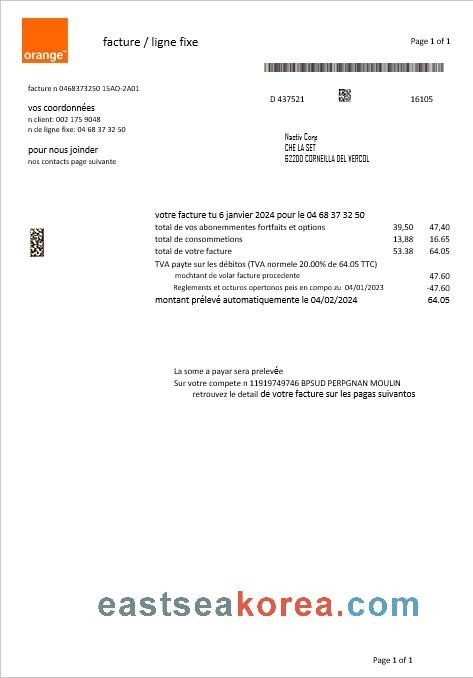 orange™
facture / ligne fixe
Page 1 of 1
facture n 0468373250 15AO-2A01
D 437521
16105
vos coordonnées
n client: 002 175 9048
n de ligne fixe: 04 68 37 32 50
Nactiv Corp
CHE LA SET
62200 CORNEILLA DEL VERCOL
pour nous joinder
nos contacts page suivante
votre facture tu 6 janvier 2024 pour le 04 68 37 32 50
total de vos abonemmentes fortfaits et options 39,50 47,40
total de consommetions 13,88 16.65
total de votre facture 53.38 64.05
TVA payte sur les débitos (TVA normele 20.00% de 64.05 TTC)
mochtant de volar facture procedente 47.60
Reglements et octuros opertonos peis en compo zu 04/01/2023 -47.60
montant prélevé automatiquemente le 04/02/2024 64.05
La some a payar sera prelevée
Sur votre compete n 11919749746 BPSUD PERPGNAN MOULIN
retrouvez le detail de votre facture sur les pagas suivantos
eastseakorea.com
Page 1 of 1